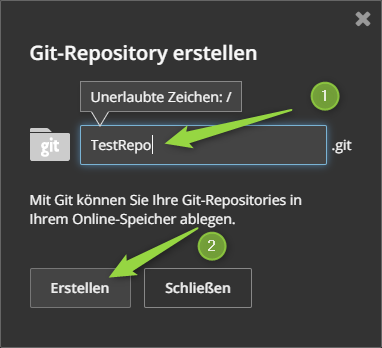 Git-Repository erstellen
Unerlaubte Zeichen: /
1
git
TestRepo
.git
Mit Git können Sie Ihre Git-Repositories in
Ihrem Online-Speicher ablegen.
2
Erstellen
Schließen